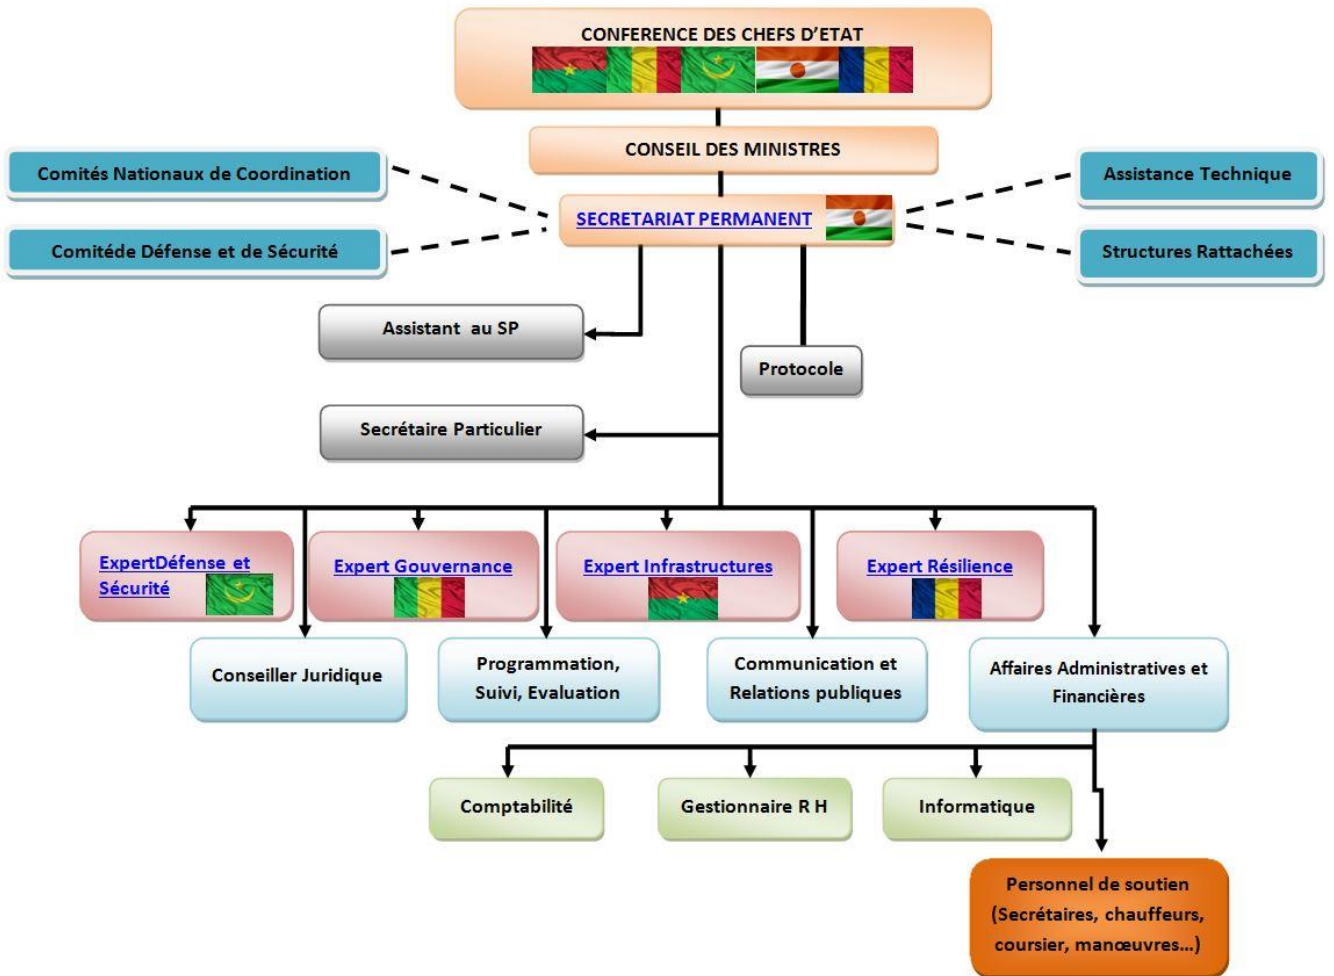 CONFERENCE DES CHEFS D'ETAT
CONSEIL DES MINISTRES
Comités Nationaux de Coordination
Assistance Technique
SECRETARIAT PERMANENT
Comitéde Défense et de Sécurité
Structures Rattachées
Assistant au SP
Protocole
Secrétaire Particulier
ExpertDéfense et
Sécurité
Expert Gouvernance
Expert Infrastructures
Expert Résilience
Conseiller Juridique
Programmation,
Suivi, Evaluation
Communication et
Relations publiques
Affaires Administratives et
Financières
Comptabilité
Gestionnaire R H
Informatique
Personnel de soutien
(Secrétaires, chauffeurs,
coursier, manœuvres...)